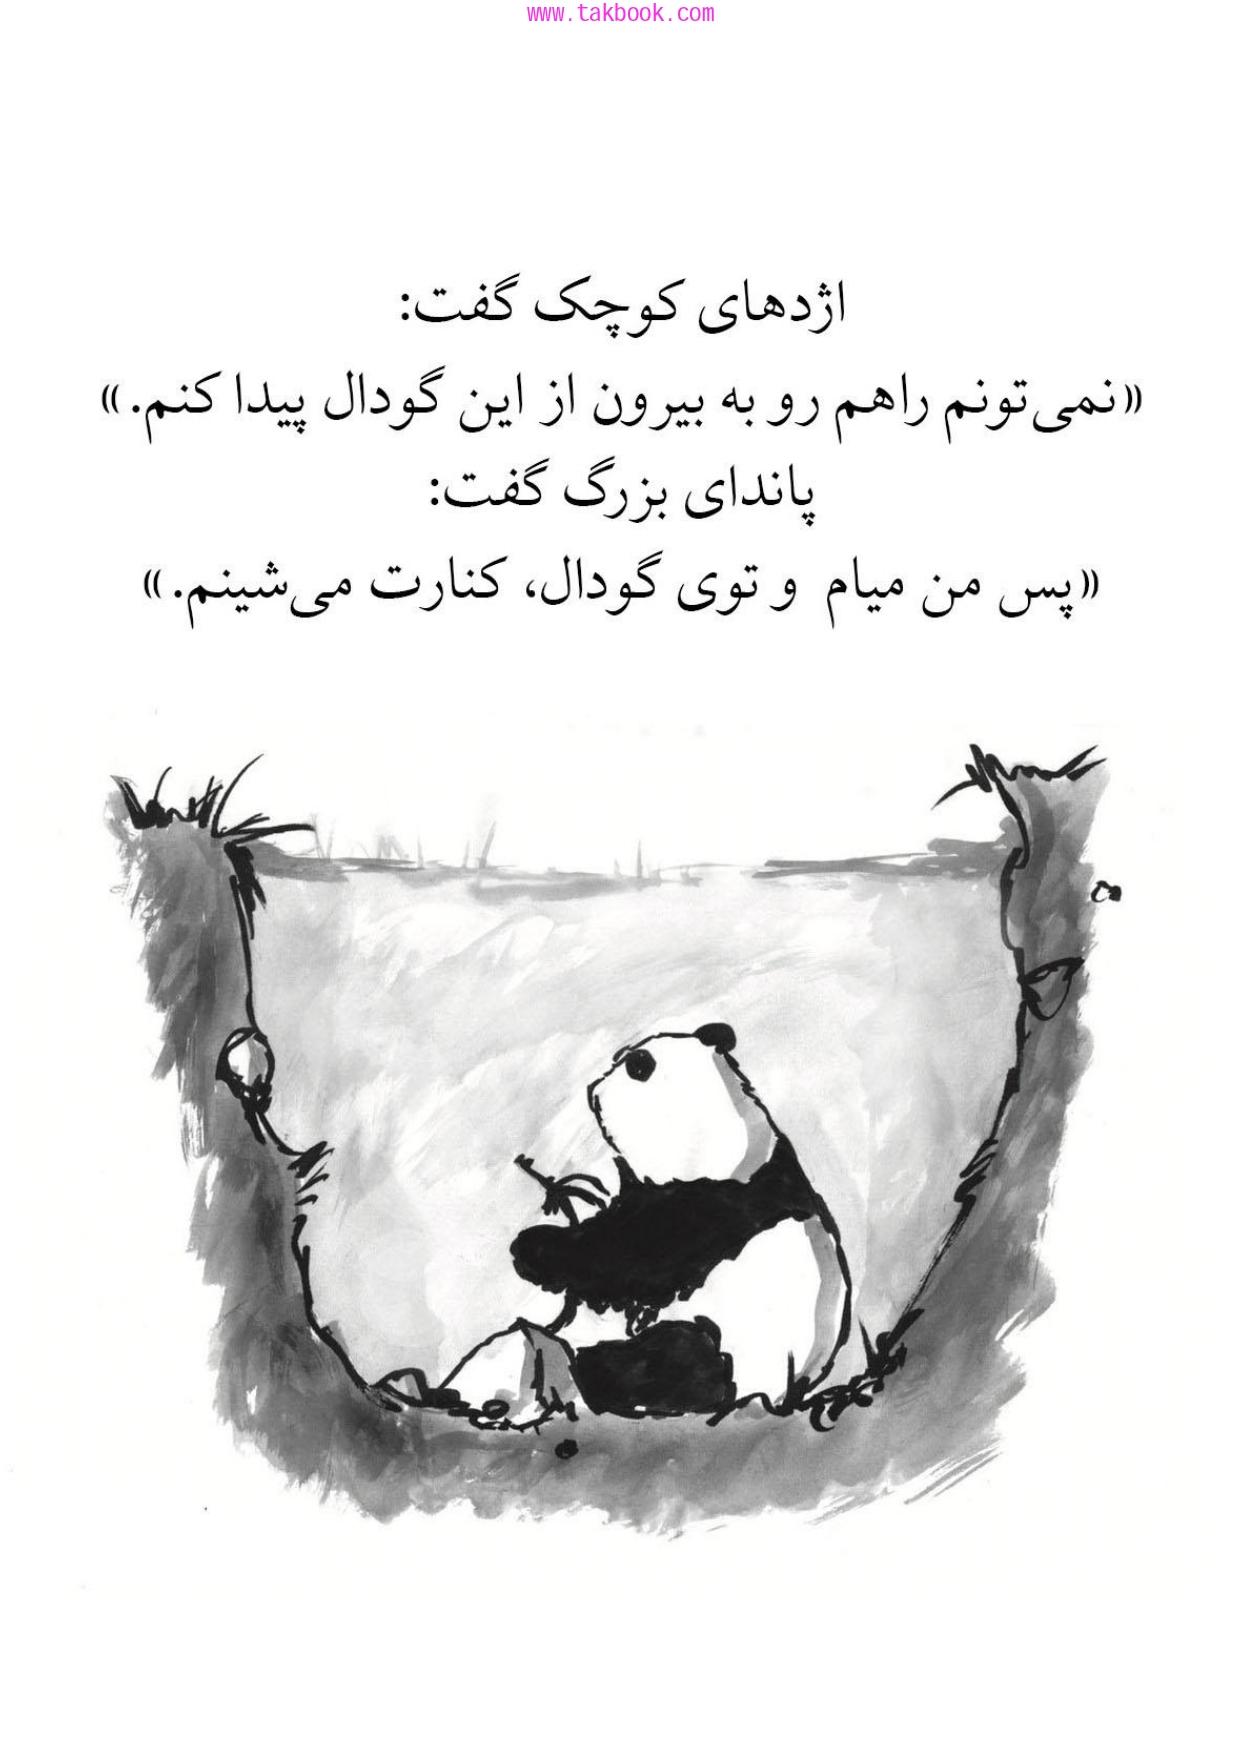 www.takbook.com
اژدهای کوچک گفت:
«نمی‌تونم راهم رو به بیرون از این گودال پیدا کنم.»
پاندای بزرگ گفت:
«پس من میام و توی گودال، کنارت می‌شینم.»